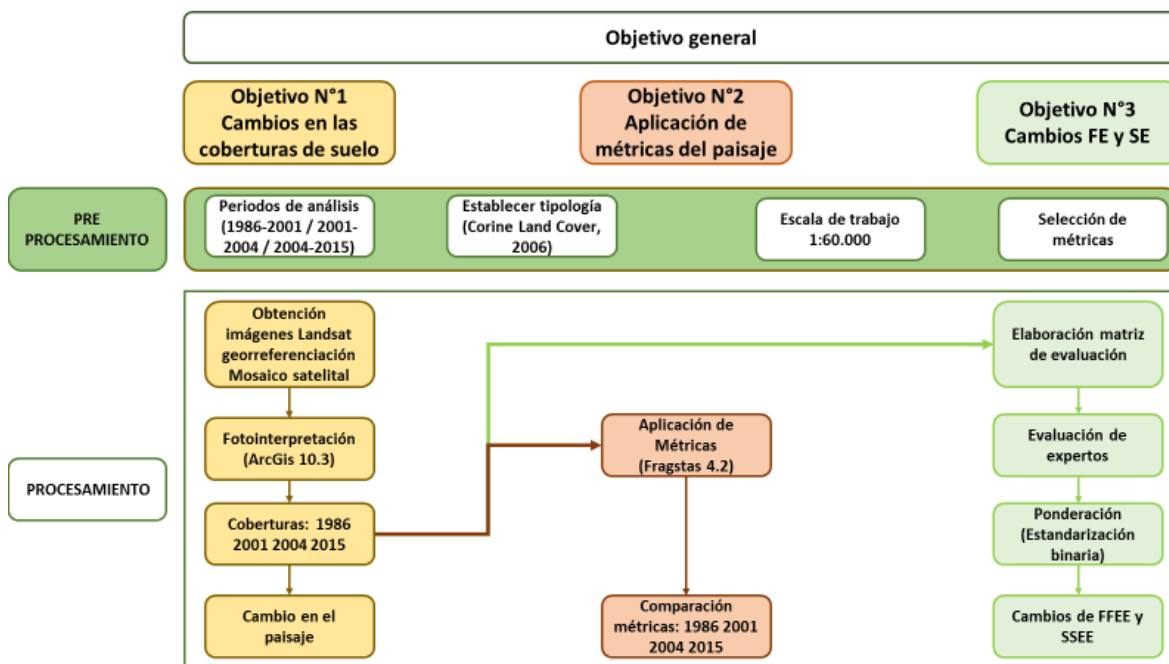 Objetivo general
Objetivo N°1
Cambios en las
coberturas de suelo
Objetivo N°2
Aplicación de
métricas del paisaje
Objetivo N°3
Cambios FE y SE
PRE
PROCESAMIENTO
Periodos de análisis
(1986-2001 / 2001-
2004 / 2004-2015)
Establecer tipología
(Corine Land Cover,
2006)
Escala de trabajo
1:60.000
Selección de
métricas
PROCESAMIENTO
Obtención
imágenes Landsat
georreferenciación
Mosaico satelital
Fotointerpretación
(ArcGis 10.3)
Coberturas: 1986
2001 2004 2015
Cambio en el
paisaje
Aplicación de
Métricas
(Fragstas 4.2)
Comparación
métricas: 1986 2001
2004 2015
Elaboración matriz
de evaluación
Evaluación de
expertos
Ponderación
(Estandarización
binaria)
Cambios de FFEE y
SSEE